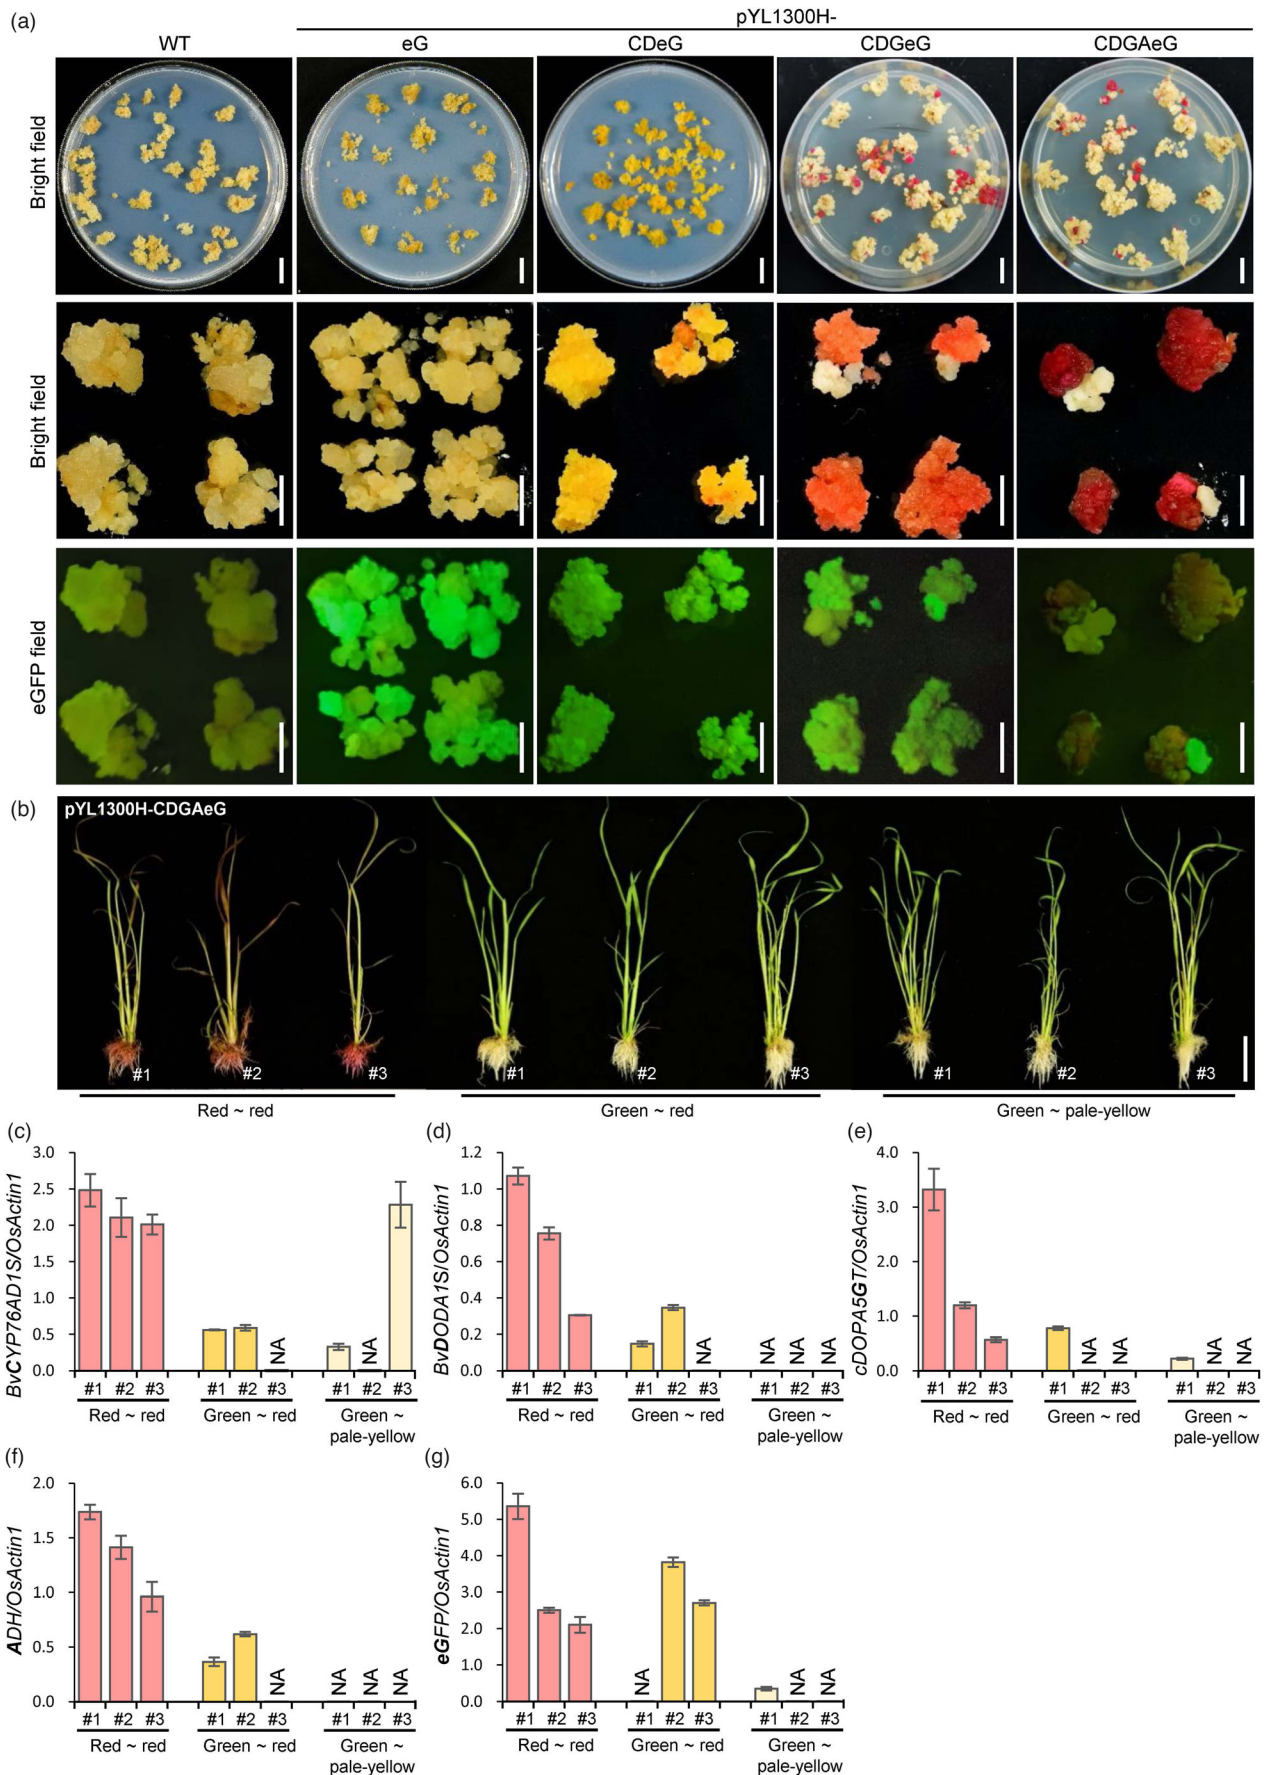 (a)
pYL1300H-
WT
eG
CDeG
CDGeG
CDGAeG
Bright field
Bright field
eGFP field
(b)
pYL1300H-CDGAeG
#1 #2 #3 #1 #2 #3 #1 #2 #3
Red ~ red
Green ~ red
Green ~ pale-yellow
(c)
BvCYP76AD1S/OsActin1
3.0
2.5
2.0
1.5
1.0
0.5
0.0
NA NA
#1 #2 #3 #1 #2 #3 #1 #2 #3
Red ~ red Green ~ red Green ~
pale-yellow
(d)
BvDODA1S/OsActin1
1.2
1.0
0.8
0.6
0.4
0.2
0.0
NA NA NA NA
#1 #2 #3 #1 #2 #3 #1 #2 #3
Red ~ red Green ~ red Green ~
pale-yellow
(e)
cDOPA5GT/OsActin1
4.0
3.0
2.0
1.0
0.0
NA NA NA NA
#1 #2 #3 #1 #2 #3 #1 #2 #3
Red ~ red Green ~ red Green ~
pale-yellow
(f)
ADH/OsActin1
2.0
1.5
1.0
0.5
0.0
NA NA NA NA
#1 #2 #3 #1 #2 #3 #1 #2 #3
Red ~ red Green ~ red Green ~
pale-yellow
(g)
eGFP/OsActin1
6.0
5.0
4.0
3.0
2.0
1.0
0.0
NA NA NA
#1 #2 #3 #1 #2 #3 #1 #2 #3
Red ~ red Green ~ red Green ~
pale-yellow